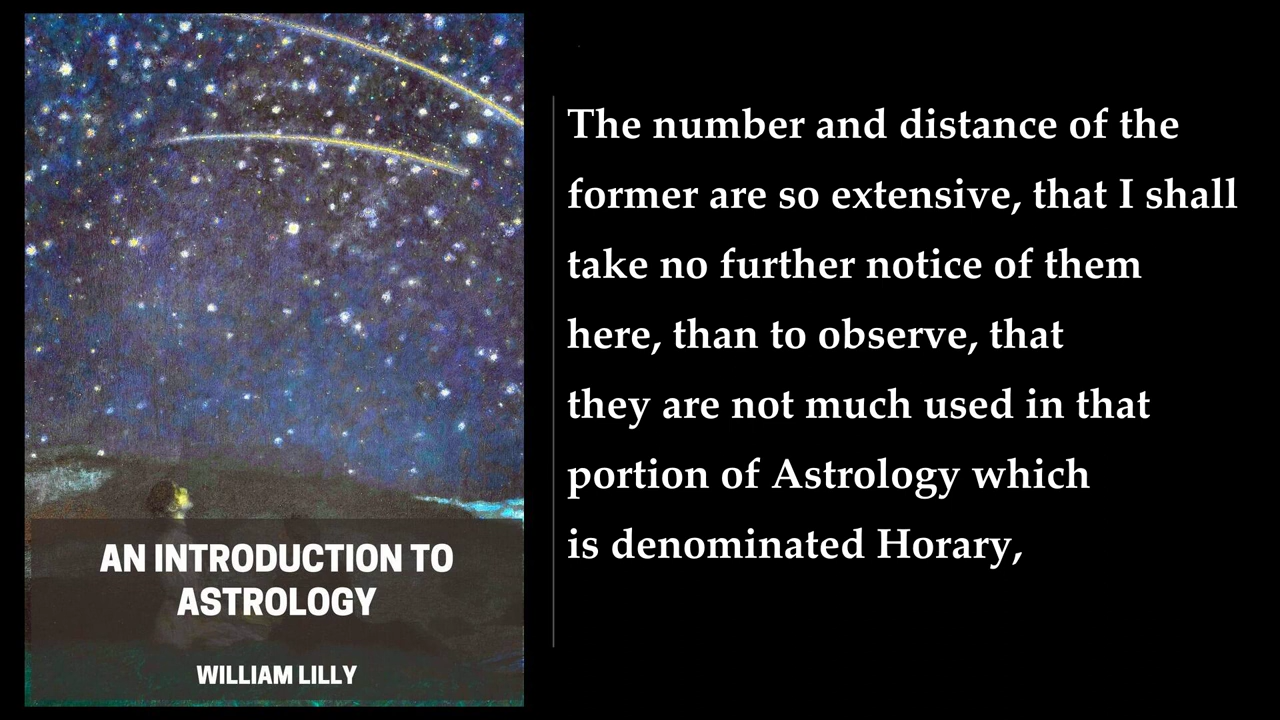 AN INTRODUCTION TO
ASTROLOGY
WILLIAM LILLY
The number and distance of the
former are so extensive, that I shall
take no further notice of them
here, than to observe, that
they are not much used in that
portion of Astrology which
is denominated Horary,